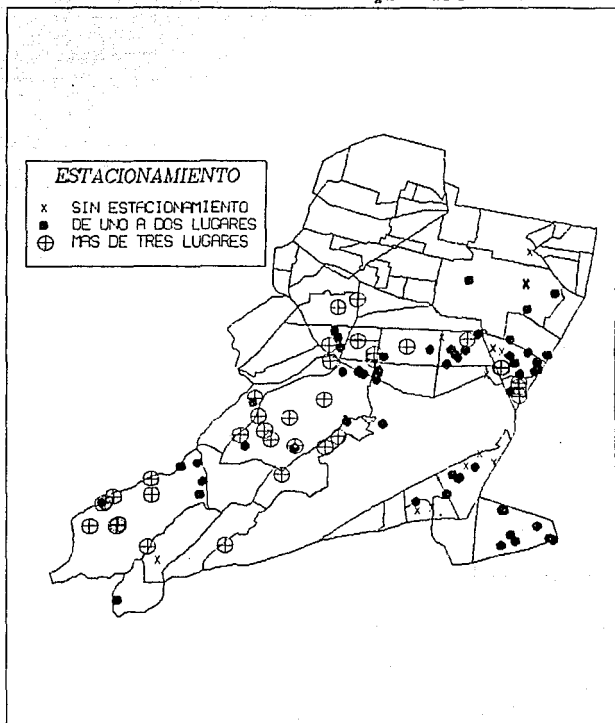 ESTACIONAMIENTO
x SIN ESTACIONAMIENTO
DE UNO A DOS LUGARES
MAS DE TRES LUGARES